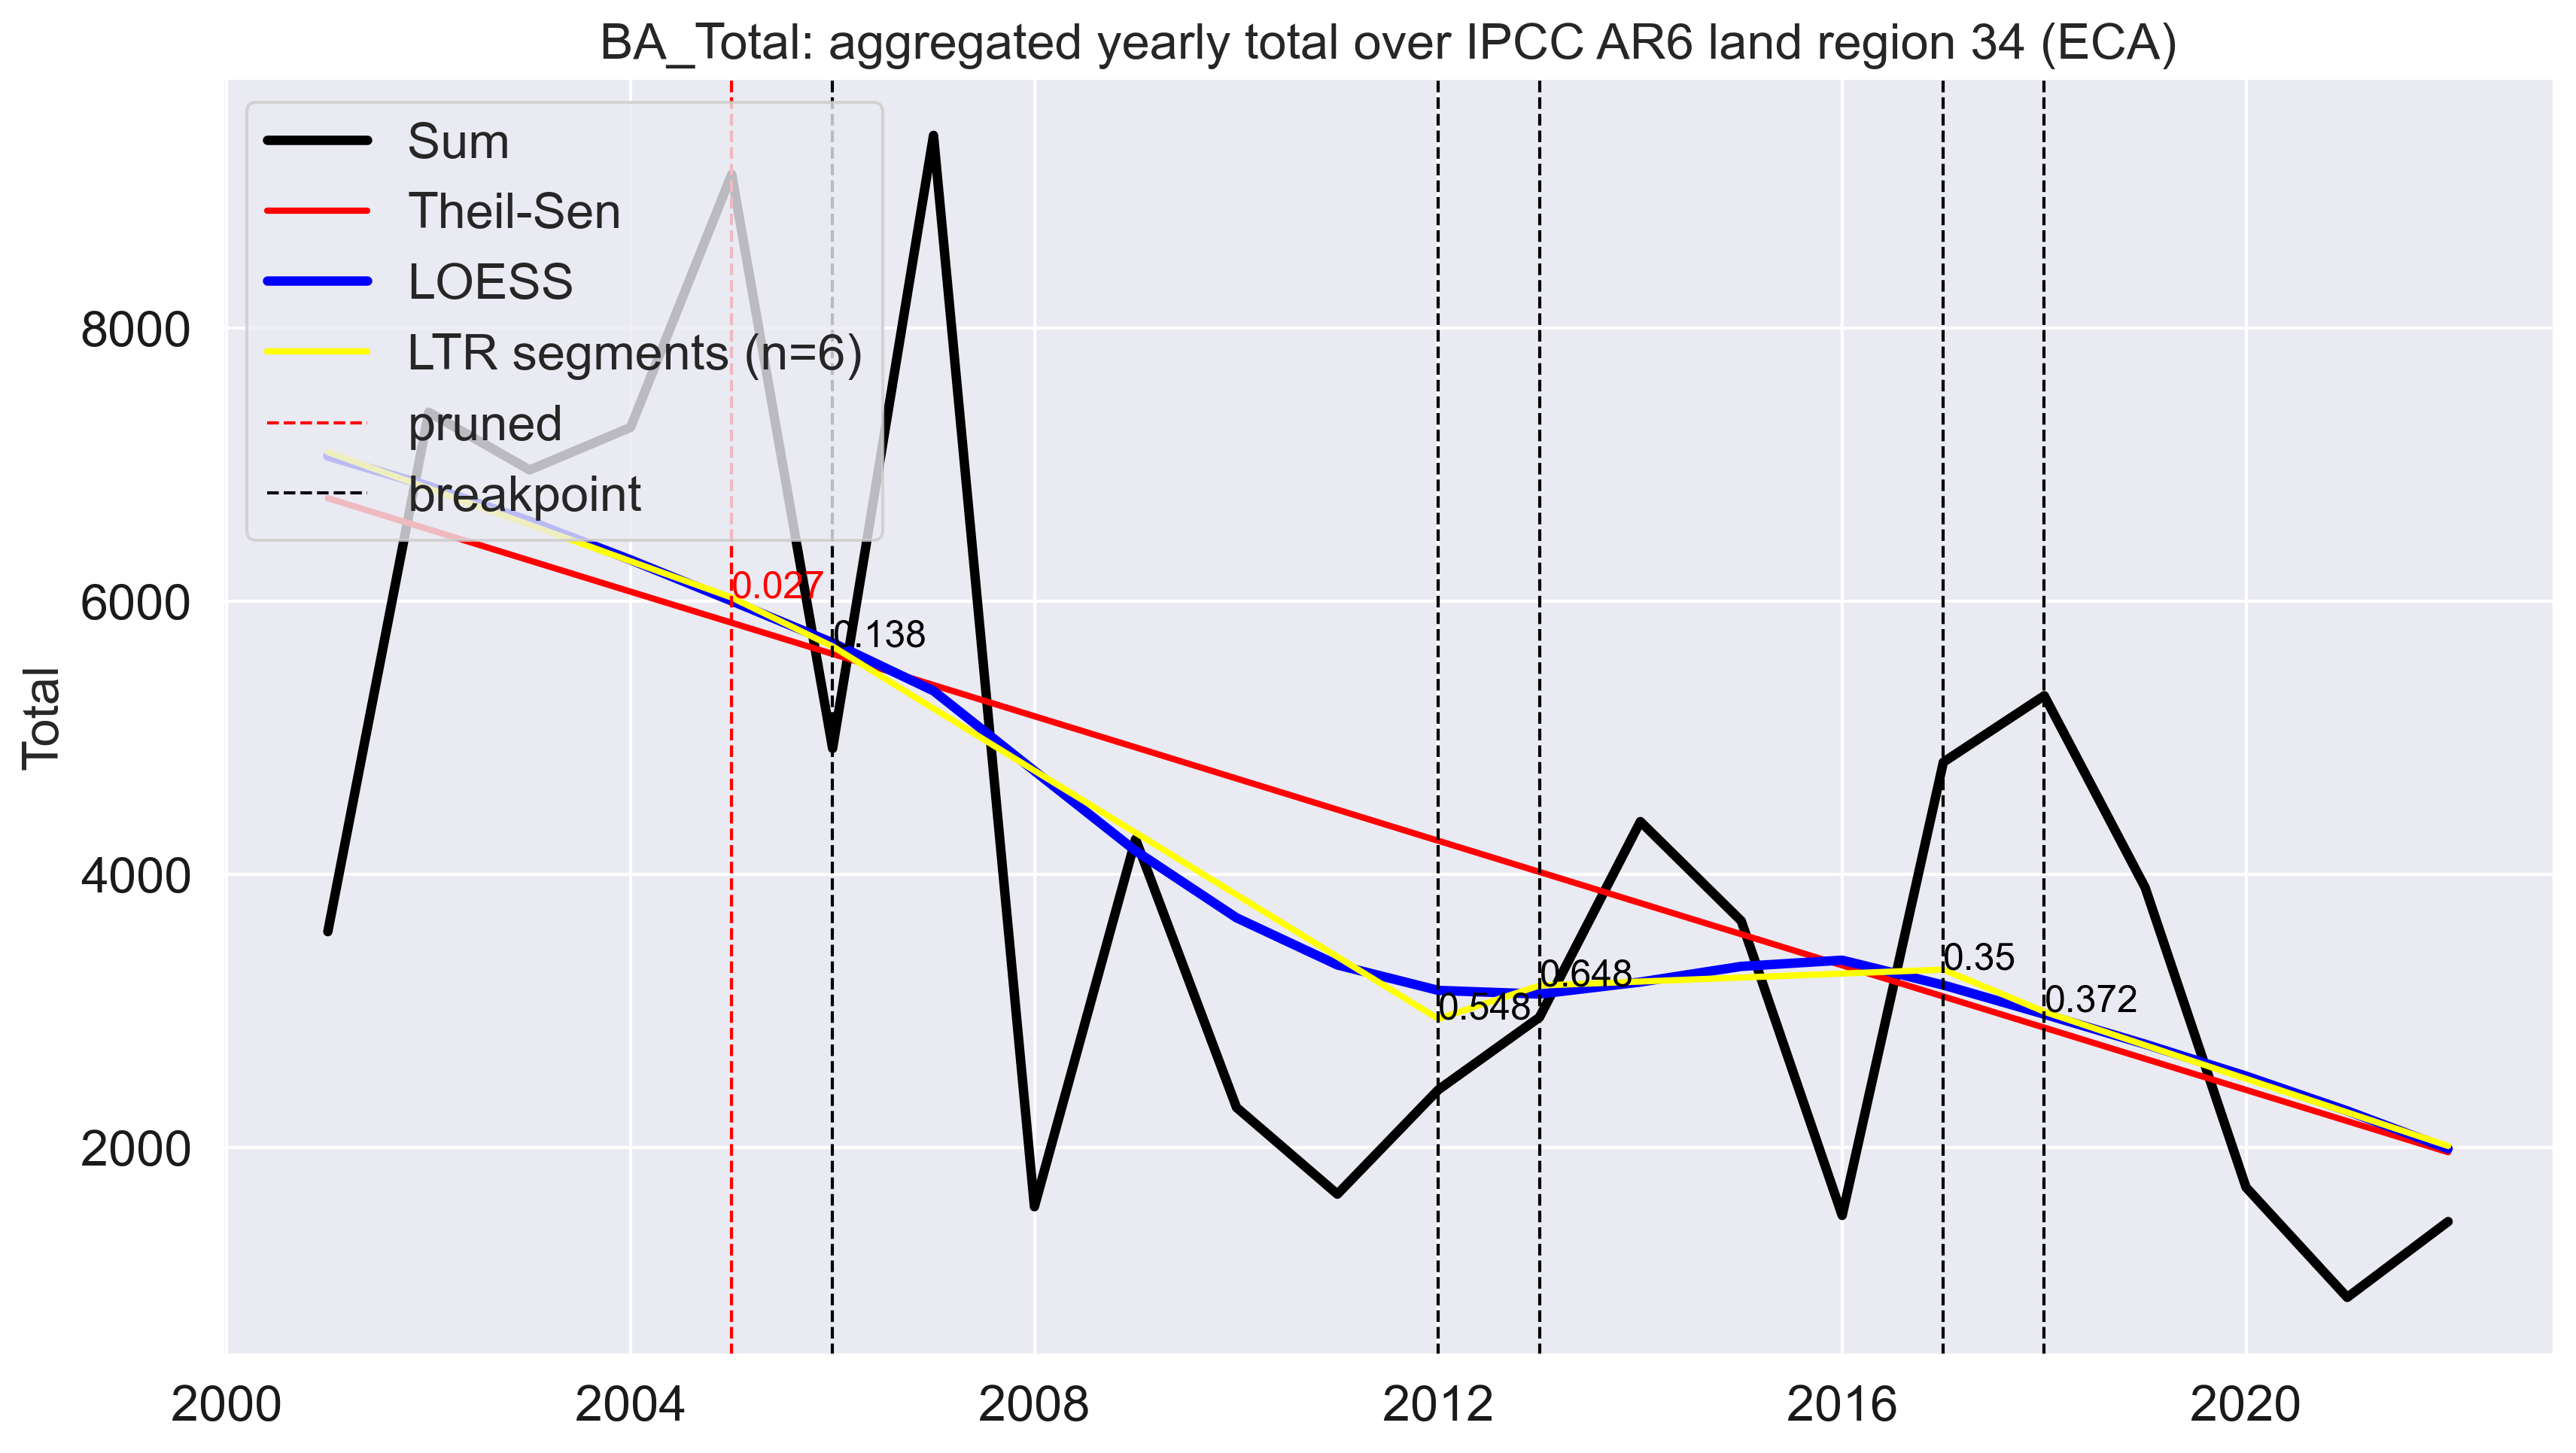 BA_Total: aggregated yearly total over IPCC AR6 land region 34 (ECA)
Sum
Theil-Sen
LOESS
LTR segments (n=6)
pruned
breakpoint
Total
8000
6000
4000
2000
0.027
0.138
0.548
0.648
0.35
0.372
2000
2004
2008
2012
2016
2020